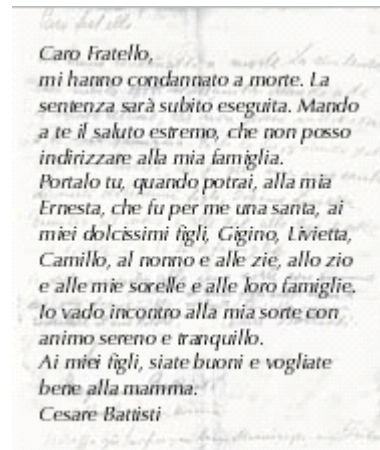 Caro Fratello,
mi hanno condannato a morte. La
sentenza sarà subito eseguita. Mando
a te il saluto estremo, che non posso
indirizzare alla mia famiglia.
Portalo tu, quando potrai, alla mia
Ernesta, che fu per me una santa, ai
miei dolcissimi figli, Gigino, Livietta,
Camillo, al nonno e alle zie, allo zio
e alle mie sorelle e alle loro famiglie.
Io vado incontro alla mia sorte con
animo sereno e tranquillo.
Ai miei figli, siate buoni e vogliate
bene alla mamma.
Cesare Battisti